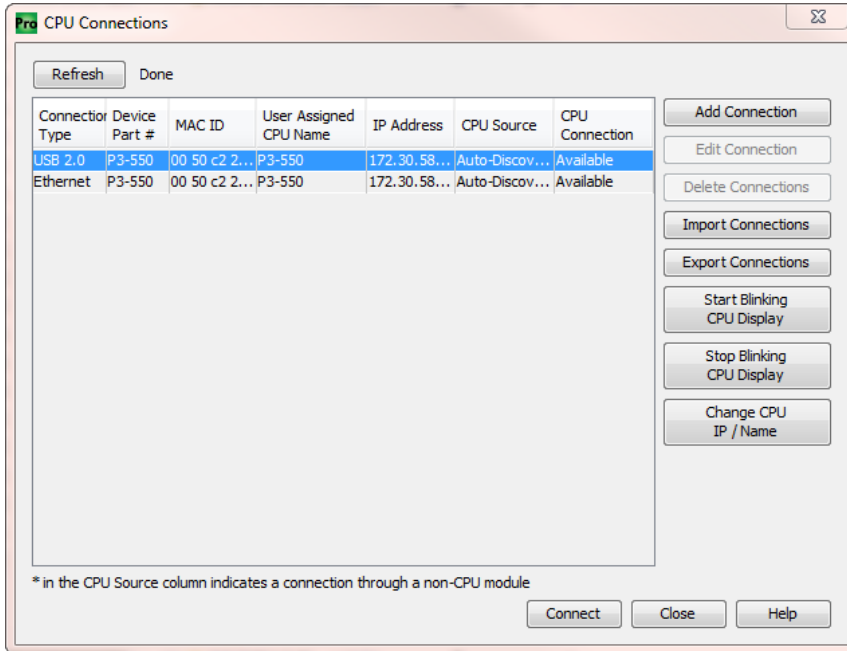 Pro CPU Connections
Refresh Done
Connection Device Part # MAC ID User Assigned CPU Name IP Address CPU Source CPU Connection
Type
USB 2.0 P3-550 00 50 c2 2... P3-550 172.30.58... Auto-Discov... Available
Ethernet P3-550 00 50 c2 2... P3-550 172.30.58... Auto-Discov... Available
Add Connection
Edit Connection
Delete Connections
Import Connections
Export Connections
Start Blinking
CPU Display
Stop Blinking
CPU Display
Change CPU
IP / Name
* in the CPU Source column indicates a connection through a non-CPU module
Connect Close Help